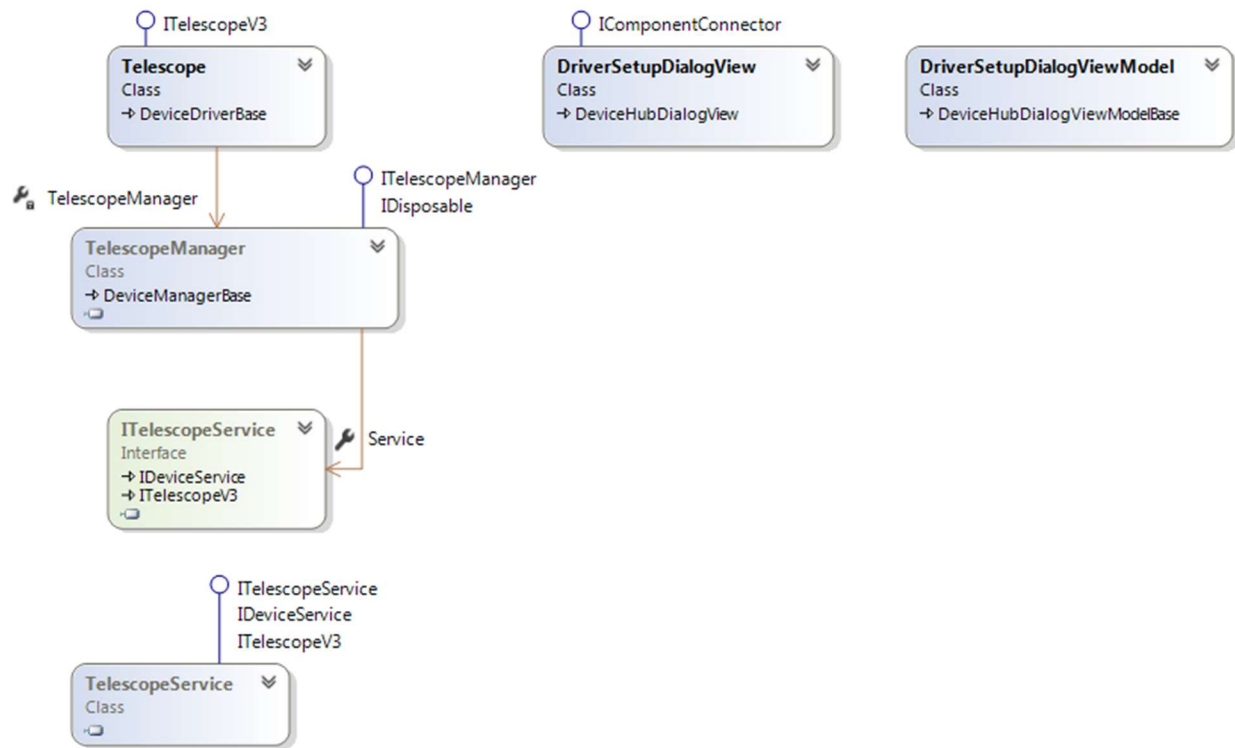 ITelescopeV3
Telescope
Class
DeviceDriverBase
IComponentConnector
DriverSetupDialogView
Class
DeviceHubDialogView
DriverSetupDialogViewModel
Class
DeviceHubDialogViewModelBase
TelescopeManager
ITelescopeManager
IDisposable
TelescopeManager
Class
DeviceManagerBase
ITelescopeService
Interface
IDeviceService
ITelescopeV3
Service
ITelescopeService
IDeviceService
ITelescopeV3
TelescopeService
Class